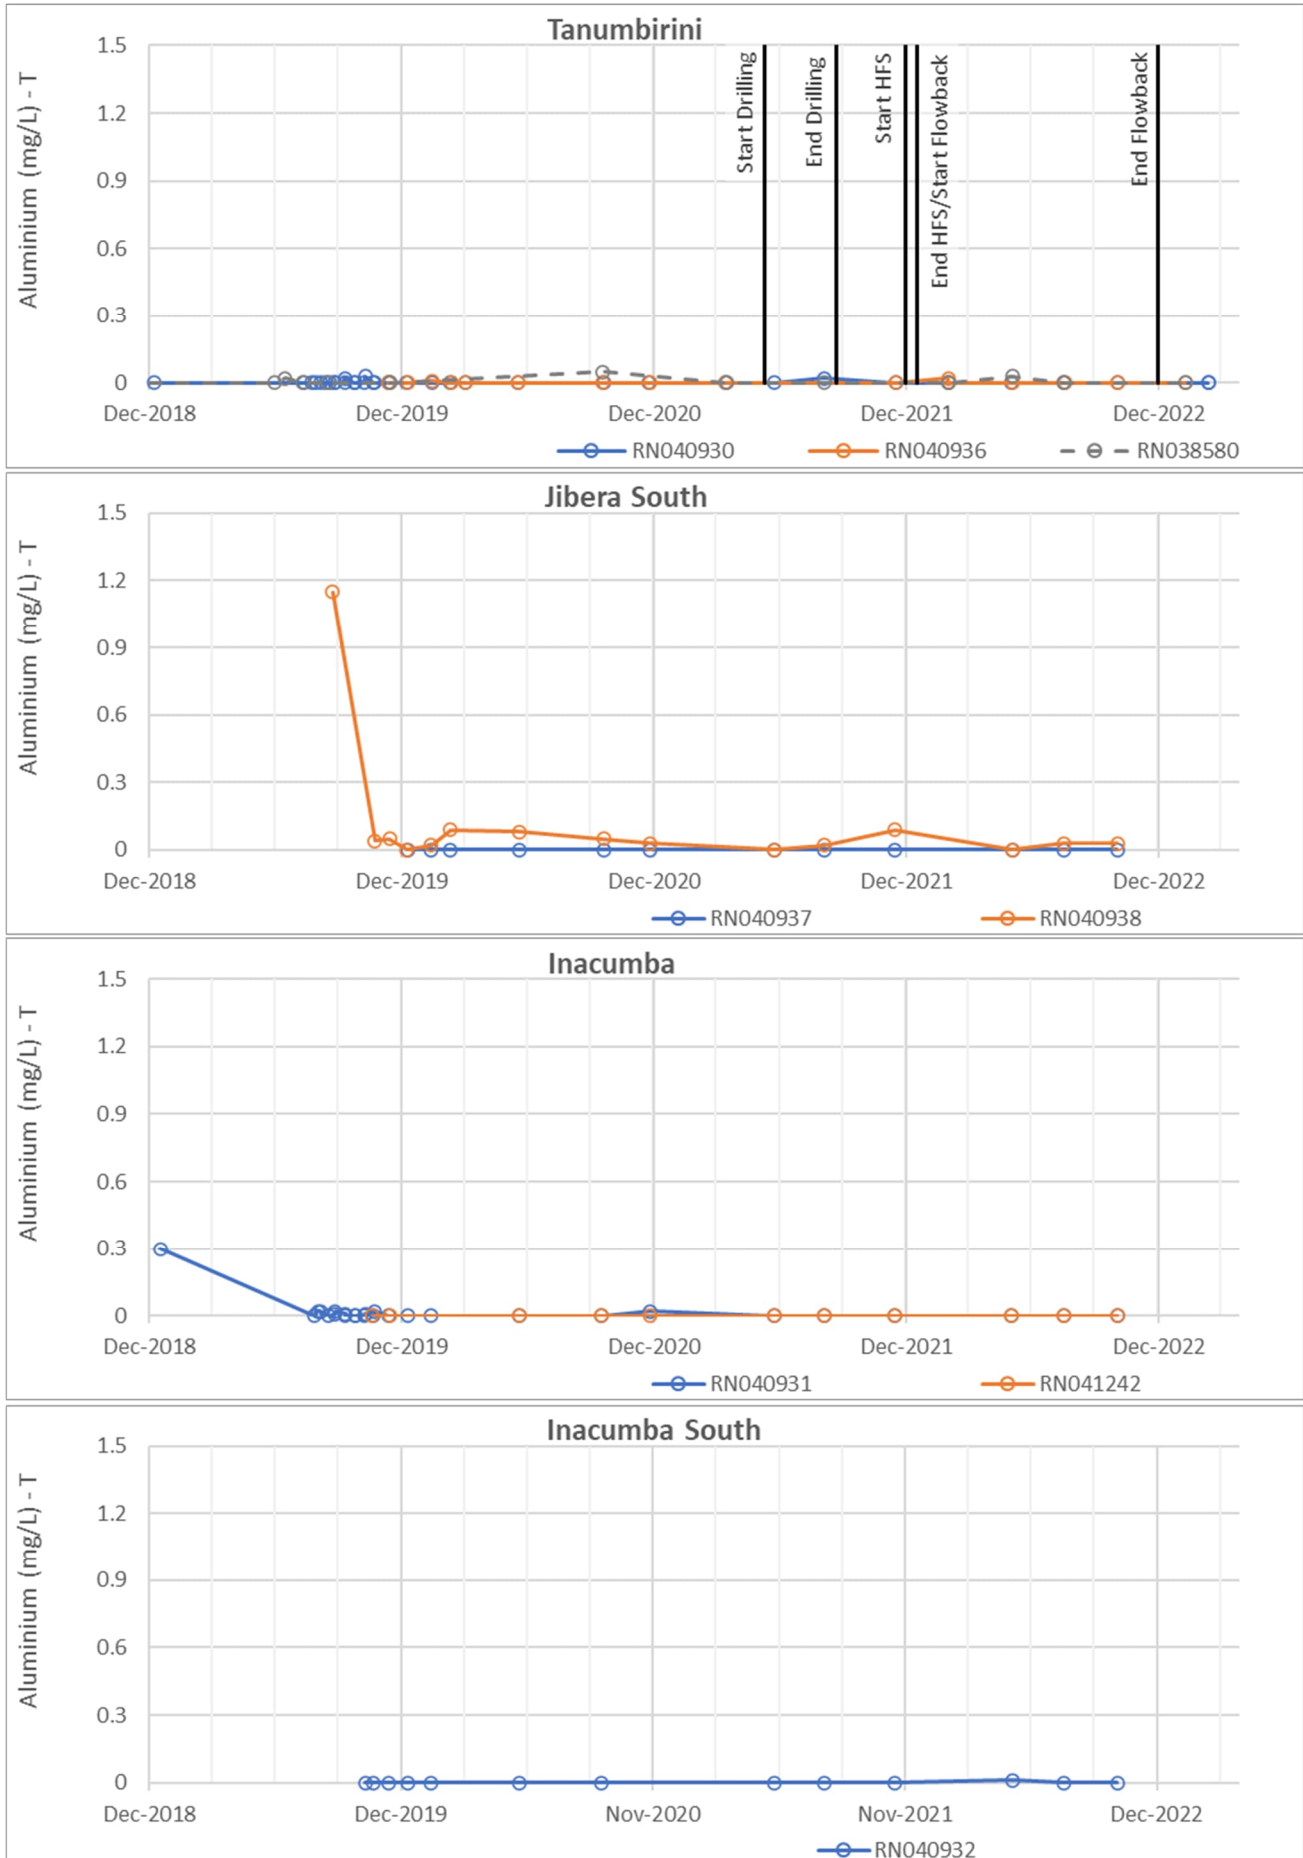 Tanumbirini
Aluminium (mg/L) - T
1.5
1.2
0.9
0.6
0.3
0
Start Drilling
End Drilling
Start HFS
End HFS/Start Flowback
End Flowback
Dec-2018 Dec-2019 Dec-2020 Dec-2021 Dec-2022
RN040930 RN040936 RN038580
Jibera South
Aluminium (mg/L) - T
1.5
1.2
0.9
0.6
0.3
0
Dec-2018 Dec-2019 Dec-2020 Dec-2021 Dec-2022
RN040937 RN040938
Inacumba
Aluminium (mg/L) - T
1.5
1.2
0.9
0.6
0.3
0
Dec-2018 Dec-2019 Dec-2020 Dec-2021 Dec-2022
RN040931 RN041242
Inacumba South
Aluminium (mg/L) - T
1.5
1.2
0.9
0.6
0.3
0
Dec-2018 Dec-2019 Nov-2020 Nov-2021 Dec-2022
RN040932